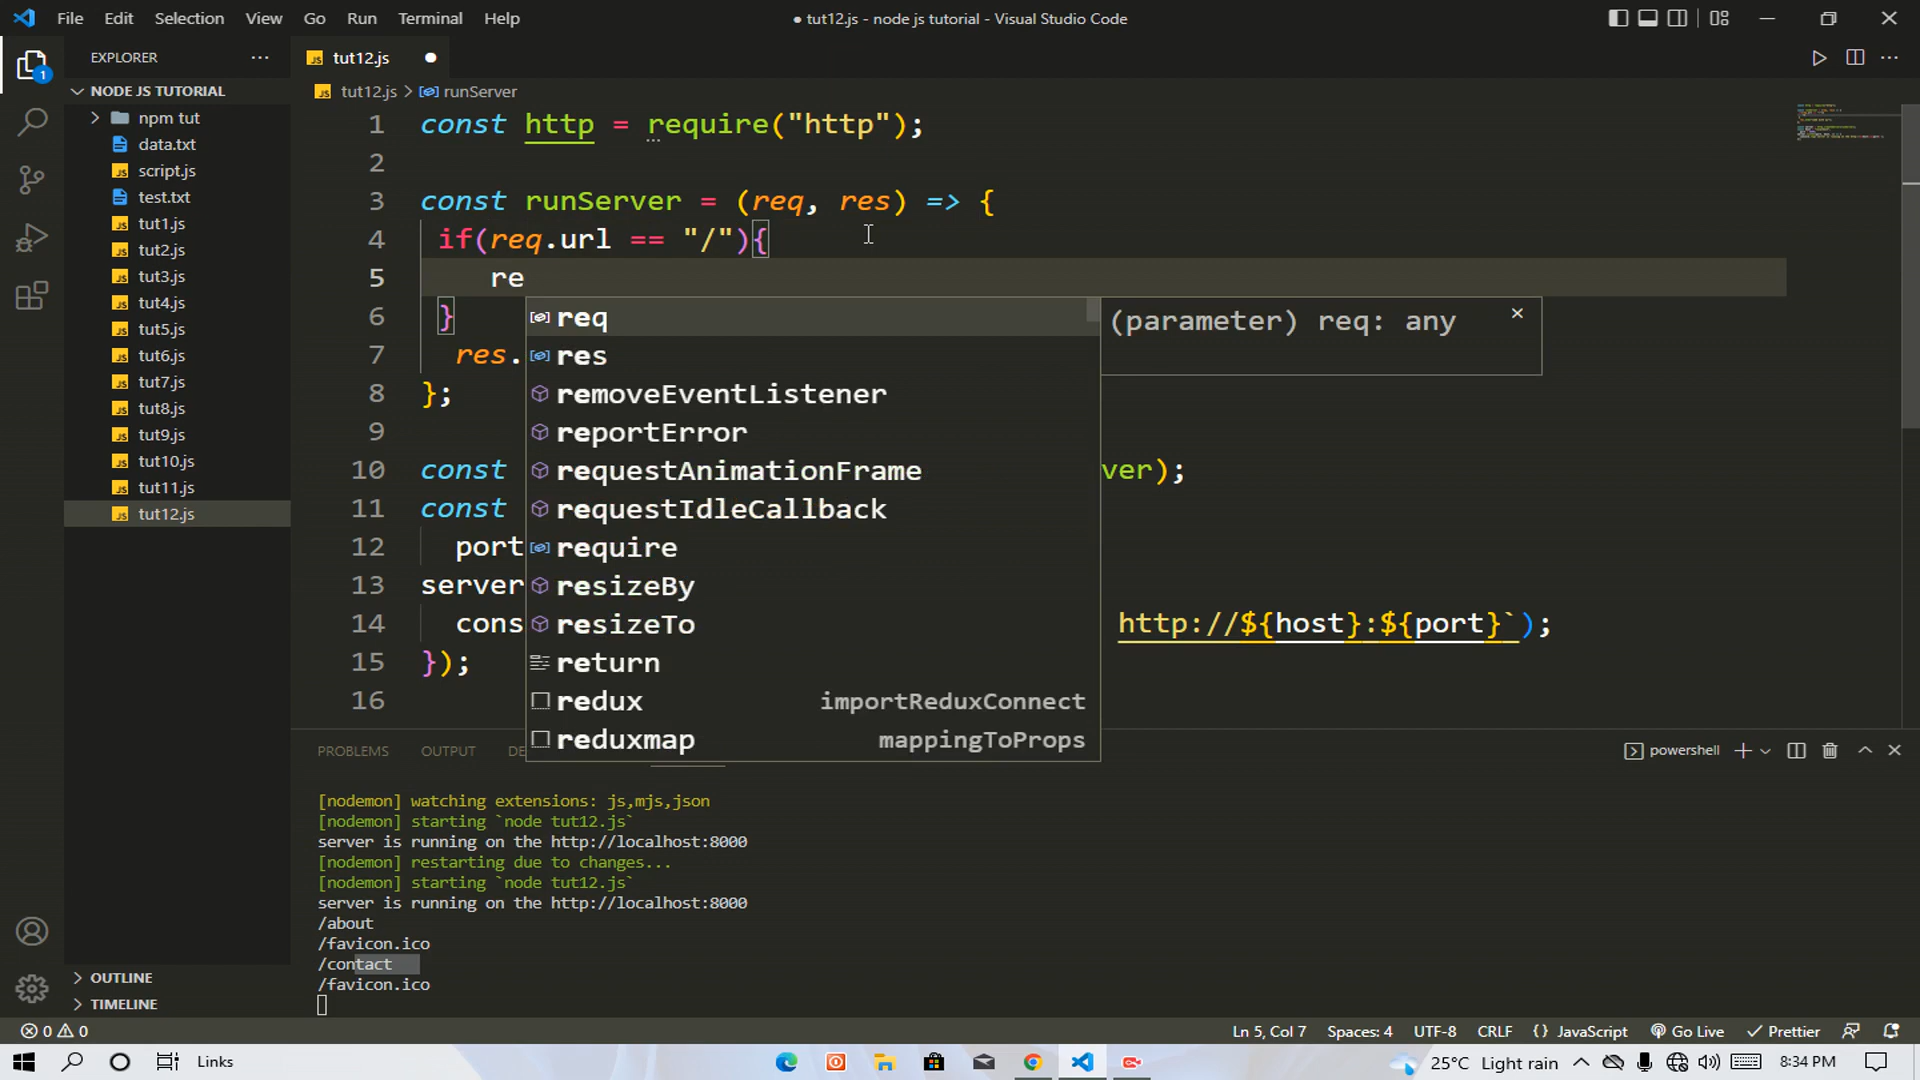 File Edit Selection View Go Run Terminal Help
● tut12.js - node js tutorial - Visual Studio Code
EXPLORER
tut12.js
NODE JS TUTORIAL
npm tut
data.txt
script.js
test.txt
tut1.js
tut2.js
tut3.js
tut4.js
tut5.js
tut6.js
tut7.js
tut8.js
tut9.js
tut10.js
tut11.js
tut12.js
OUTLINE
TIMELINE
tut12.js > runServer
1 const http = require("http");
2
3 const runServer = (req, res) => {
4 if(req.url == "/"){
5 re
6 }
7 res.
8 };
9
10 const ver);
11 const
12 port
13 server
14 cons http://${host}:${port}`);
15 });
16
req
res
removeEventListener
reportError
requestAnimationFrame
requestIdleCallback
require
resizeBy
resizeTo
return
redux importReduxConnect
reduxmap mappingToProps
(parameter) req: any
PROBLEMS OUTPUT DE
powershell
[nodemon] watching extensions: js,mjs,json
[nodemon] starting `node tut12.js`
server is running on the http://localhost:8000
[nodemon] restarting due to changes...
[nodemon] starting `node tut12.js`
server is running on the http://localhost:8000
/about
/favicon.ico
/contact
/favicon.ico
0 0
Ln 5, Col 7 Spaces: 4 UTF-8 CRLF {} JavaScript Go Live Prettier
Links
25°C Light rain
8:34 PM